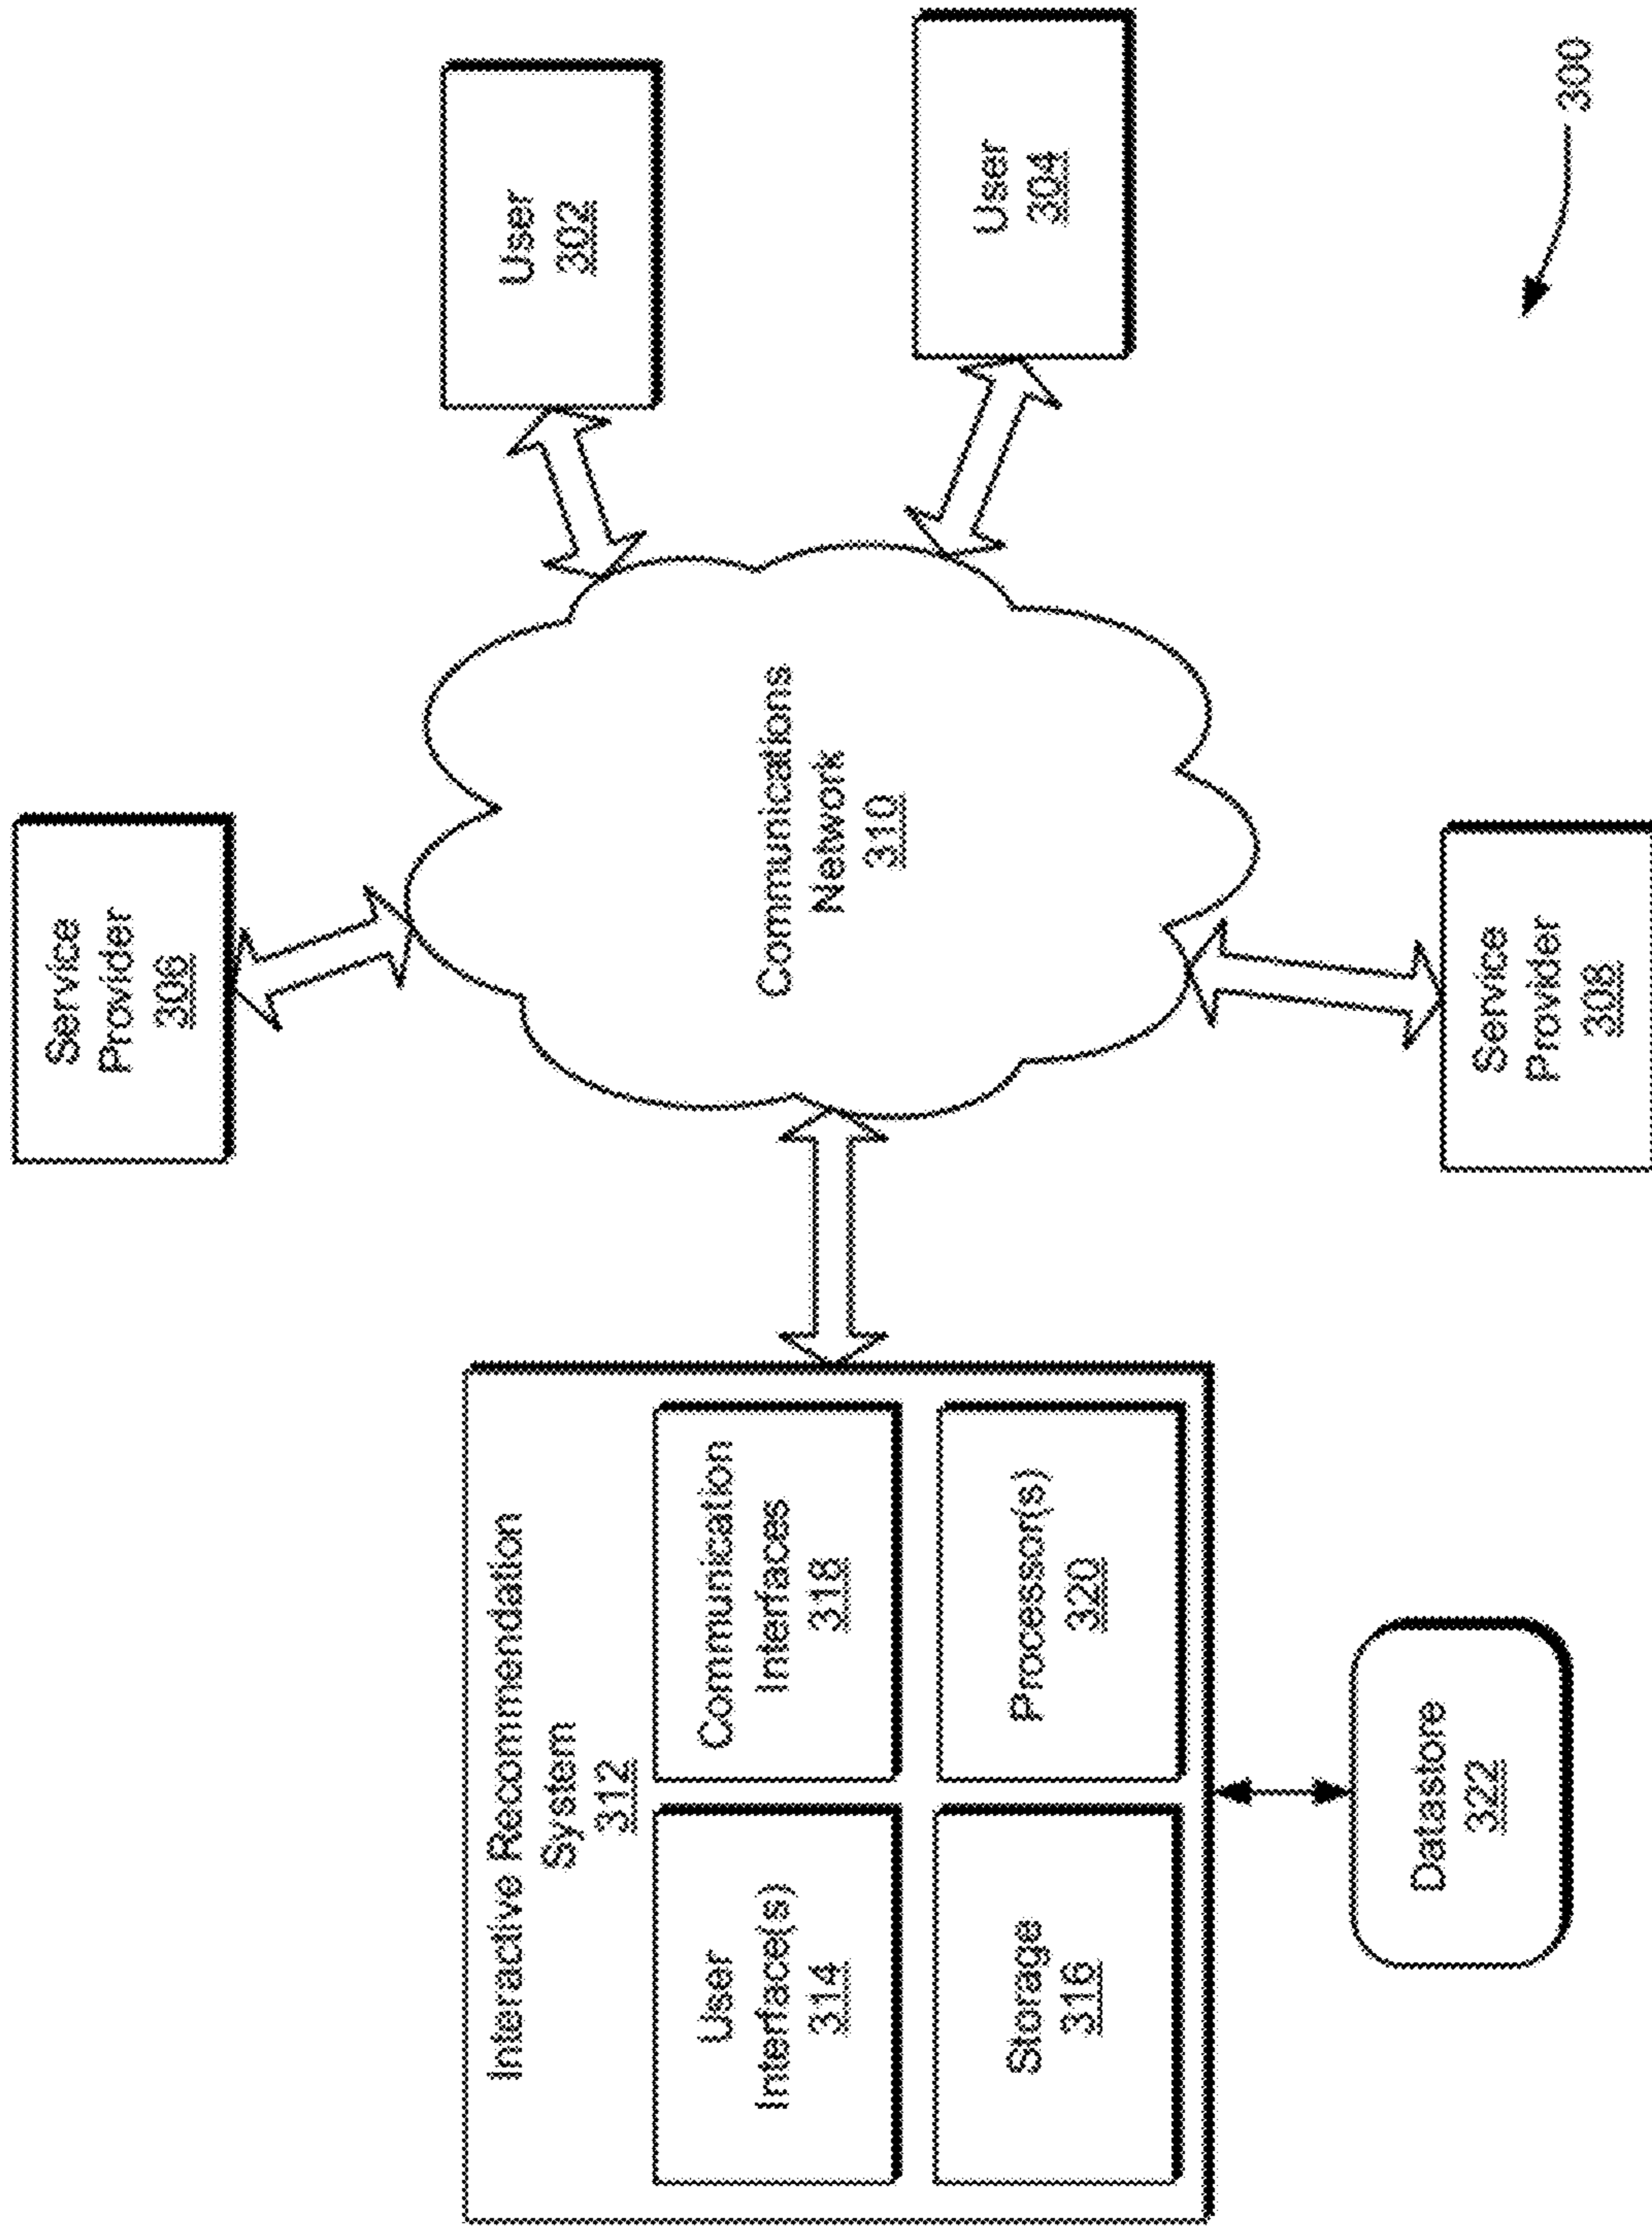 Service
Provider
306
User
302
Interactive Recommendation
System
312
User
Interface(s)
314
Communication
Interfaces
318
Storage
316
Processor(s)
320
Communications
Network
310
User
304
Datastore
322
Service
Provider
308
300